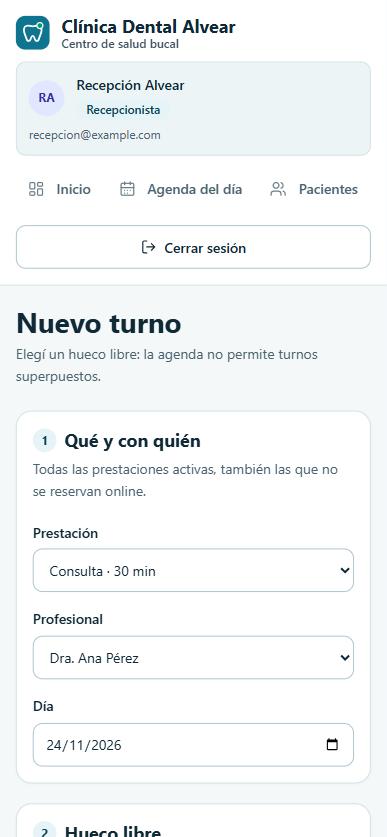 Clínica Dental Alvear
Centro de salud bucal
RA
Recepción Alvear
Recepcionista
recepcion@example.com
Inicio
Agenda del día
Pacientes
Cerrar sesión
Nuevo turno
Elegí un hueco libre: la agenda no permite turnos
superpuestos.
1 Qué y con quién
Todas las prestaciones activas, también las que no
se reservan online.
Prestación
Consulta · 30 min
Profesional
Dra. Ana Pérez
Día
24/11/2026
2 Hueco libre